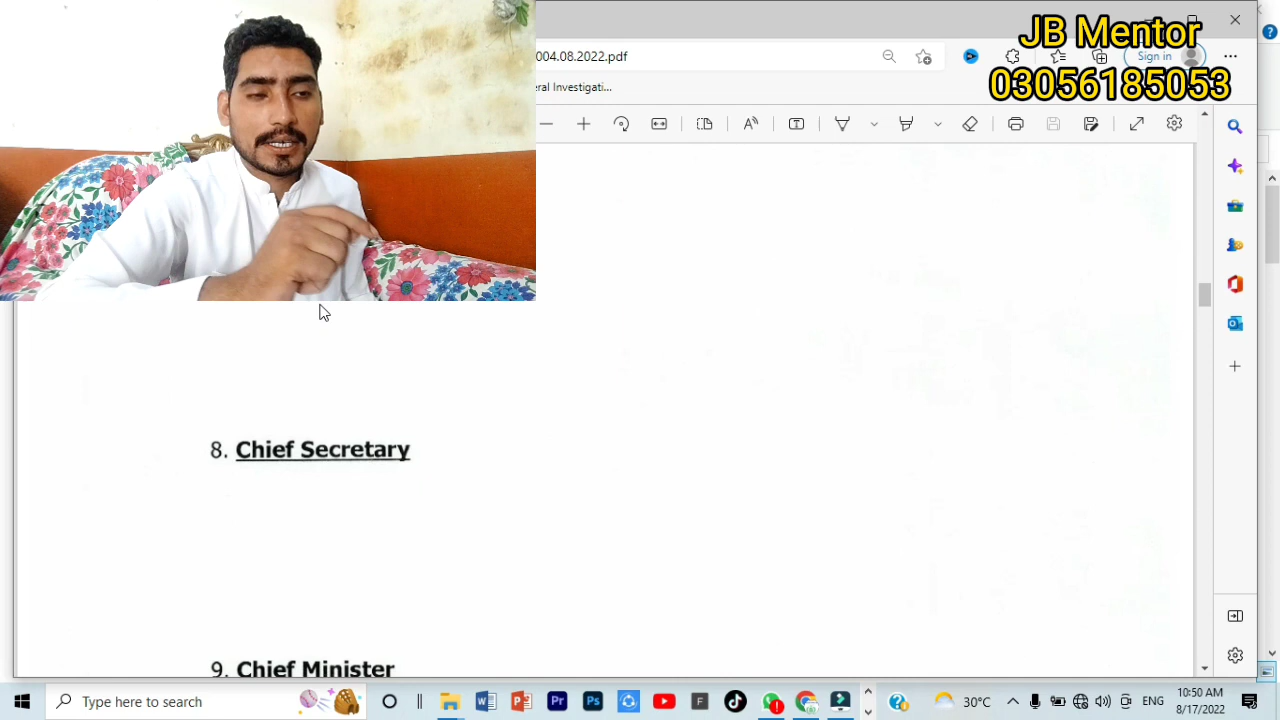 JB Mentor
03056185053
004.08.2022.pdf
Sign in
eral Investigati...
8. Chief Secretary
9. Chief Minister
Type here to search
30°C
ENG
10:50 AM
8/17/2022